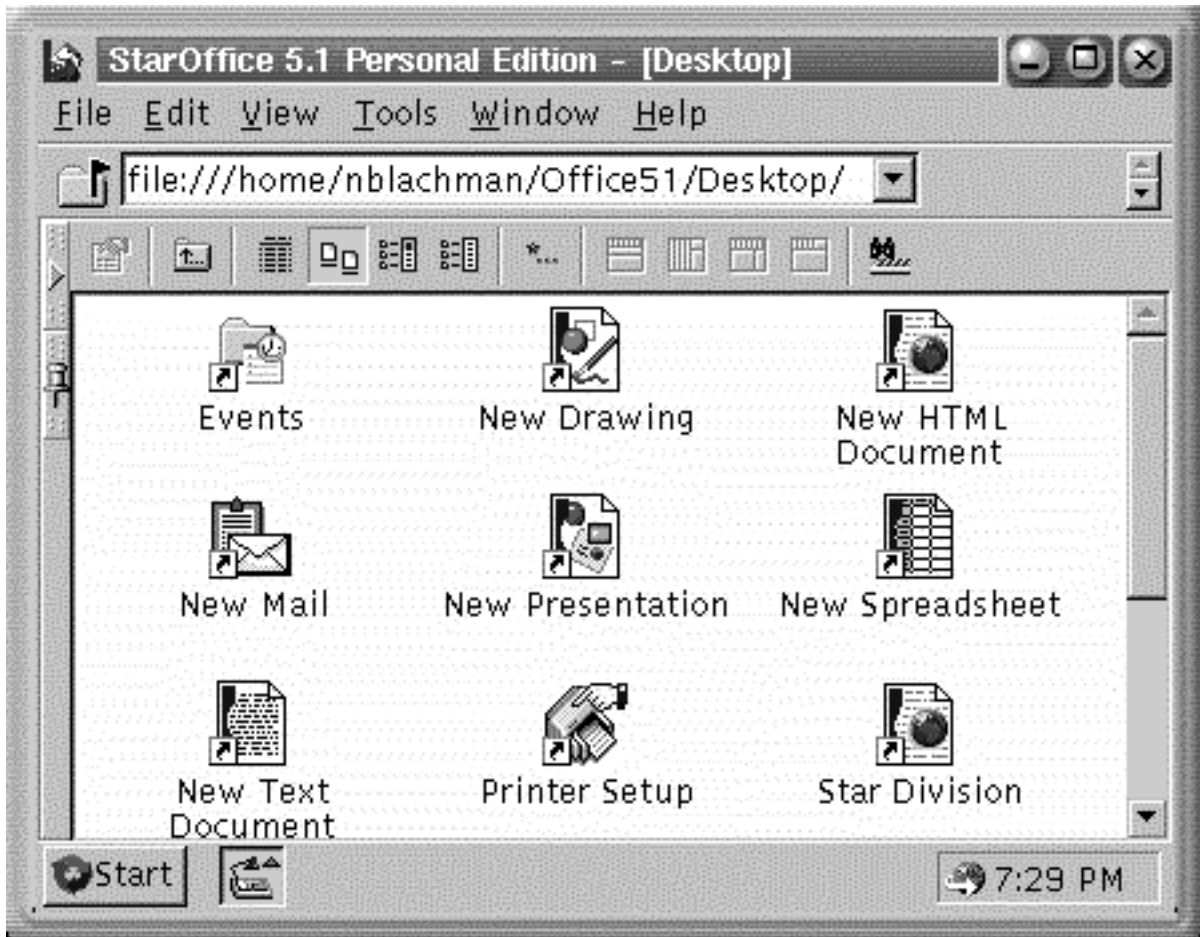 StarOffice 5.1 Personal Edition - [Desktop]
File Edit View Tools Window Help
file:///home/nblachman/Office51/Desktop/
Events
New Drawing
New HTML
Document
New Mail
New Presentation
New Spreadsheet
New Text
Document
Printer Setup
Star Division
Start
7:29 PM